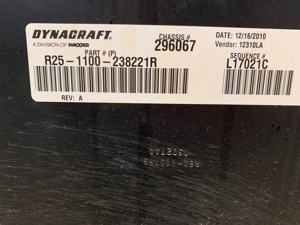 DYNACRAFT
A DIVISION OF PACCAR
CHASSIS #
296067
DATE: 12/16/2010
Vendor: 12310LA
PART # (P)
R25-1100-238221R
SEQUENCE #
L17021C
REV: A